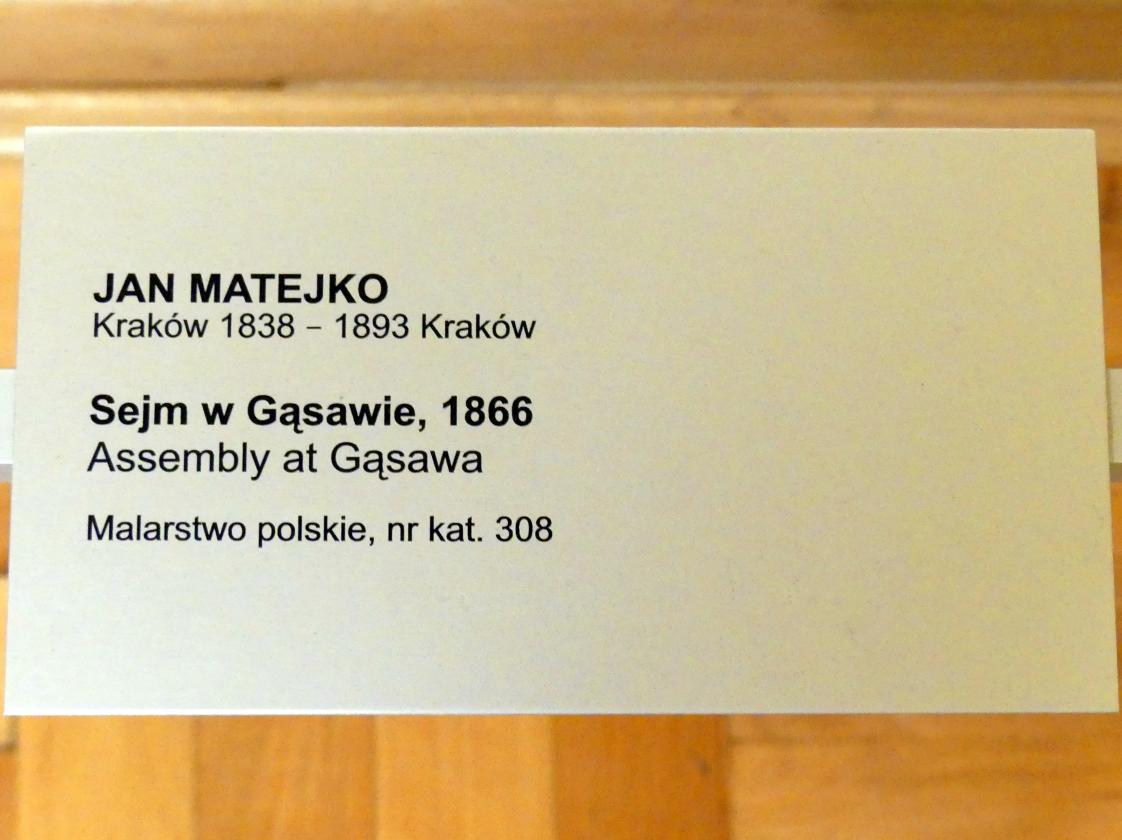 JAN MATEJKO
Kraków 1838 – 1893 Kraków
Sejm w Gąsawie, 1866
Assembly at Gąsawa
Malarstwo polskie, nr kat. 308